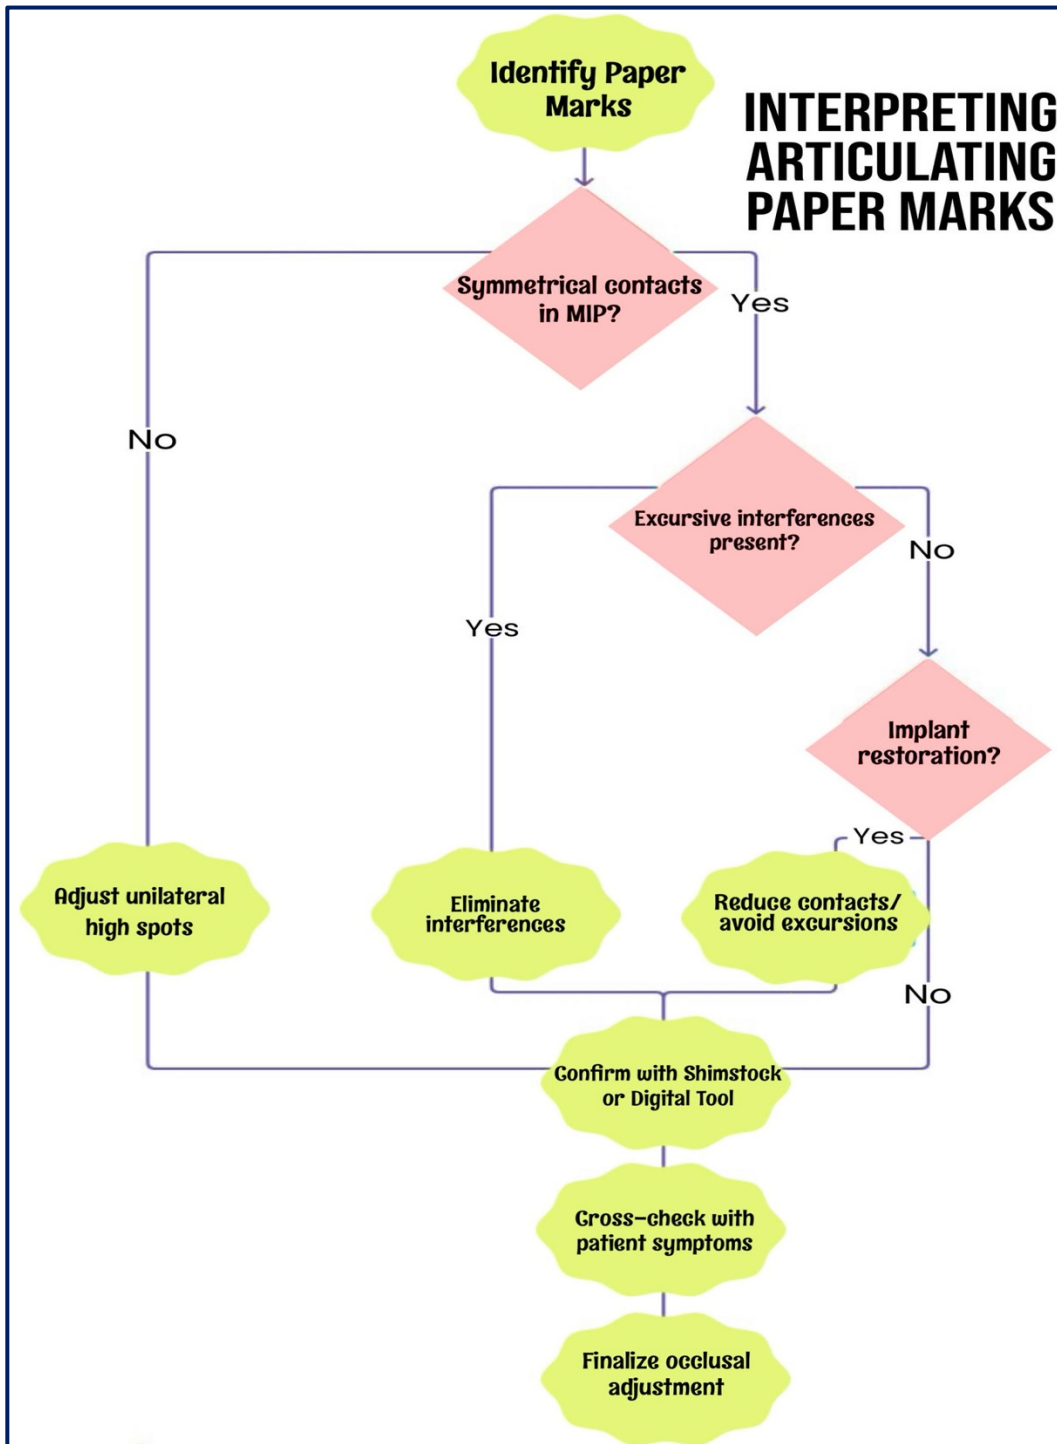 Identify Paper
Marks
INTERPRETING
ARTICULATING
PAPER MARKS
Symmetrical contacts
in MIP?
Yes
No
Excursive interferences
present?
No
Yes
Implant
restoration?
Yes
Adjust unilateral
high spots
Eliminate
interferences
Reduce contacts/
avoid excursions
No
Confirm with Shimstock
or Digital Tool
Cross-check with
patient symptoms
Finalize occlusal
adjustment